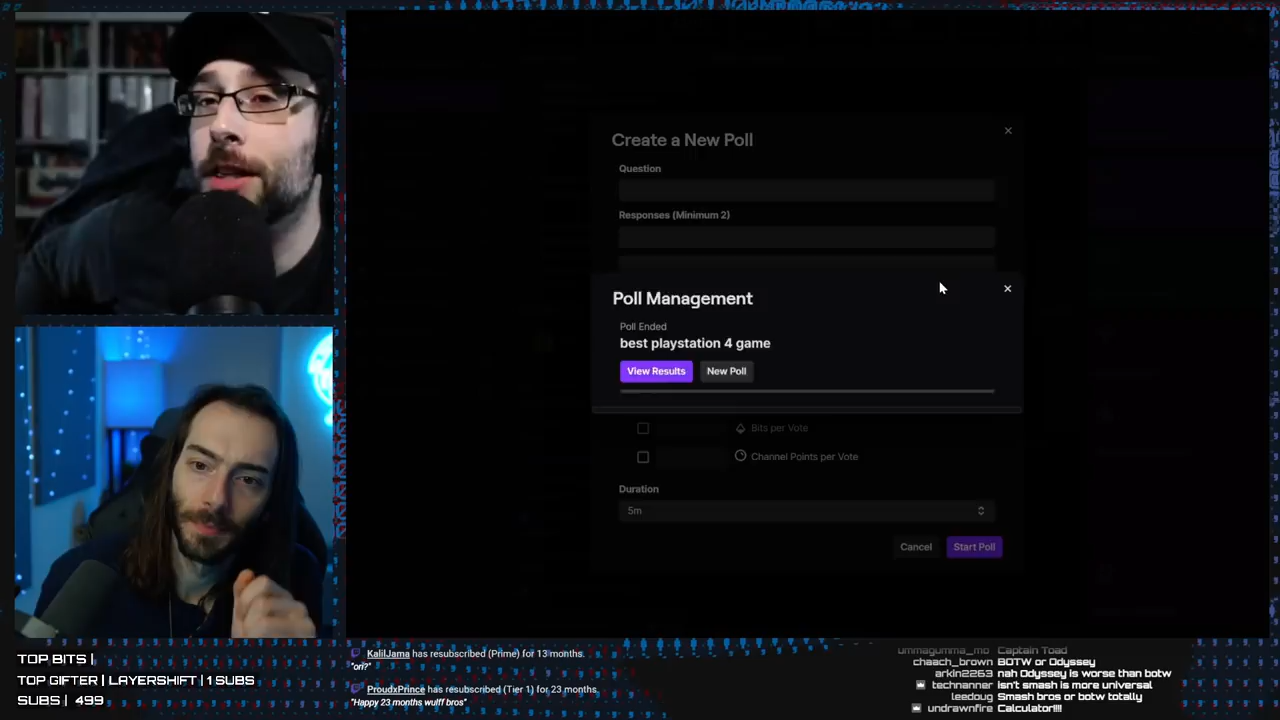 Create a New Poll
Question
Responses (Minimum 2)
Poll Management
Poll Ended
best playstation 4 game
View Results
New Poll
Bits per Vote
Channel Points per Vote
Duration
5m
Cancel
Start Poll
TOP BITS |
TOP GIFTER | LAYERSHIFT | 1 SUBS
SUBS | 499
KalilJama has resubscribed (Prime) for 13 months.
"ori?"
ProudxPrince has resubscribed (Tier 1) for 23 months.
"Happy 23 months wulff bros"
ummagumma_mo Captain Toad
chaach_brown BOTW or Odyssey
arkin2263 nah Odyssey is worse than botw
technanner Isn't smash is more universal
leedoug Smash bros or botw totally
undrawnfire Calculator!!!!